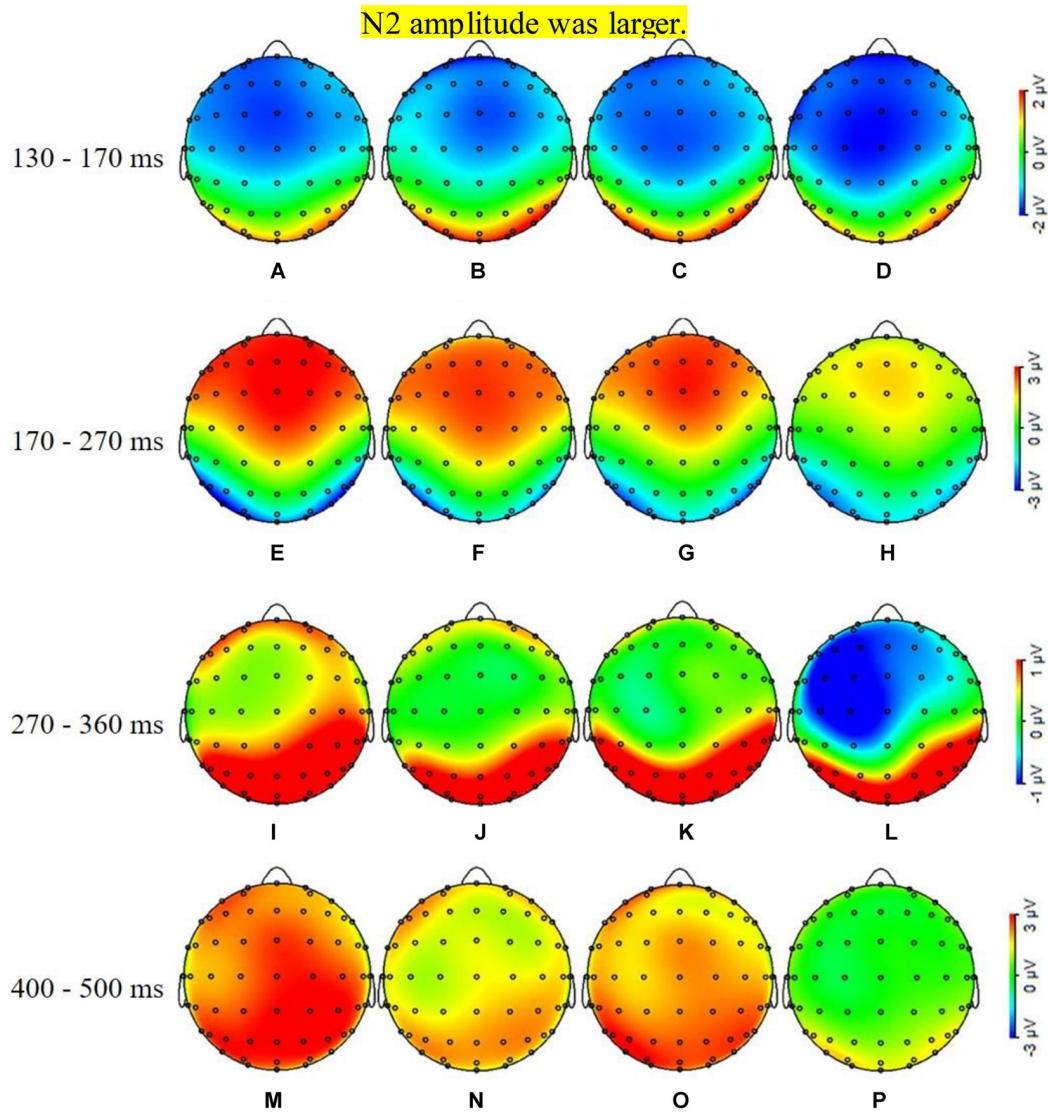 N2 amplitude was larger.
130 - 170 ms
2 µV
0 µV
-2 µV
A B C D
170 - 270 ms
3 µV
0 µV
-3 µV
E F G H
270 - 360 ms
1 µV
0 µV
-1 µV
I J K L
400 - 500 ms
3 µV
0 µV
-3 µV
M N O P